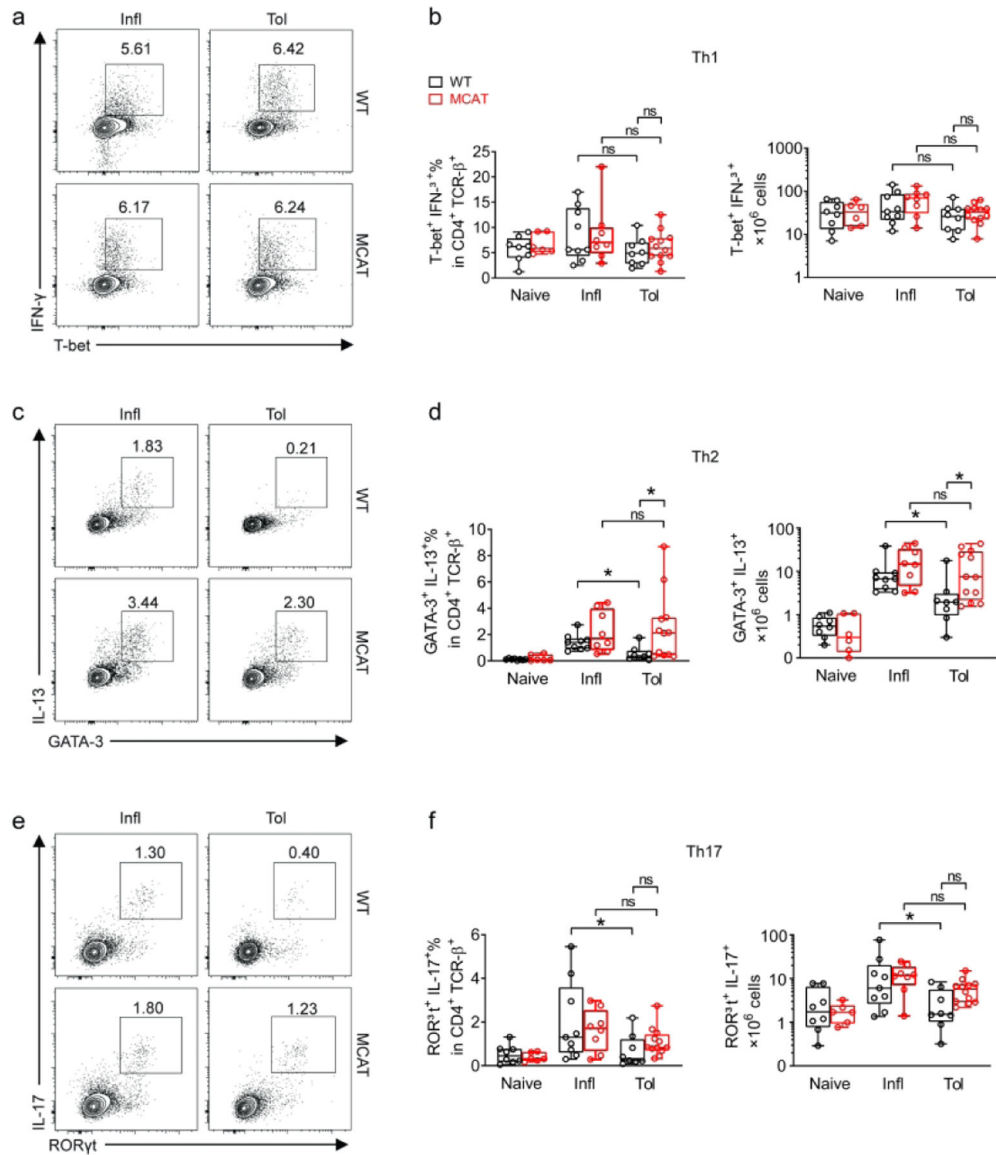 a
Infl
Tol
5.61
6.42
WT
6.17
6.24
MCAT
IFN-γ
T-bet
b
Th1
WT
MCAT
ns
ns
ns
T-bet⁺ IFN-³⁺%
in CD4⁺ TCR-β⁺
25
20
15
10
5
0
Naive
Infl
Tol
ns
ns
ns
T-bet⁺ IFN-³⁺
×10⁶ cells
1000
100
10
1
Naive
Infl
Tol
c
Infl
Tol
1.83
0.21
WT
3.44
2.30
MCAT
IL-13
GATA-3
d
Th2
*
ns
*
GATA-3⁺ IL-13⁺%
in CD4⁺ TCR-β⁺
10
8
6
4
2
0
Naive
Infl
Tol
*
ns
*
GATA-3⁺ IL-13⁺
×10⁶ cells
100
10
1
0
Naive
Infl
Tol
e
Infl
Tol
1.30
0.40
WT
1.80
1.23
MCAT
IL-17
RORγt
f
Th17
ns
ns
*
ROR³t⁺ IL-17⁺%
in CD4⁺ TCR-β⁺
6
4
2
0
Naive
Infl
Tol
ns
ns
*
ROR³t⁺ IL-17⁺
×10⁶ cells
100
10
1
0
Naive
Infl
Tol